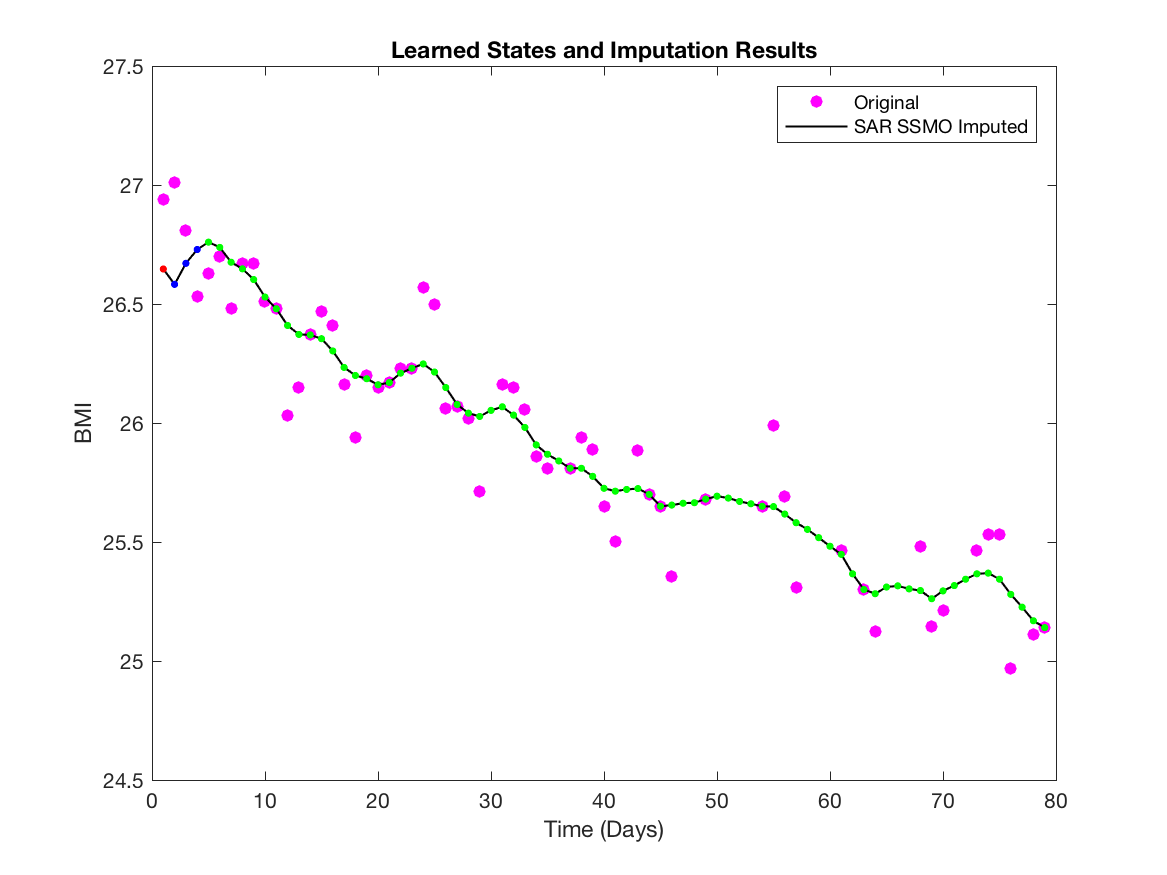 Learned States and Imputation Results
27.5
Original
SAR SSMO Imputed
27
26.5
26
BMI
25.5
25
24.5
0 10 20 30 40 50 60 70 80
Time (Days)